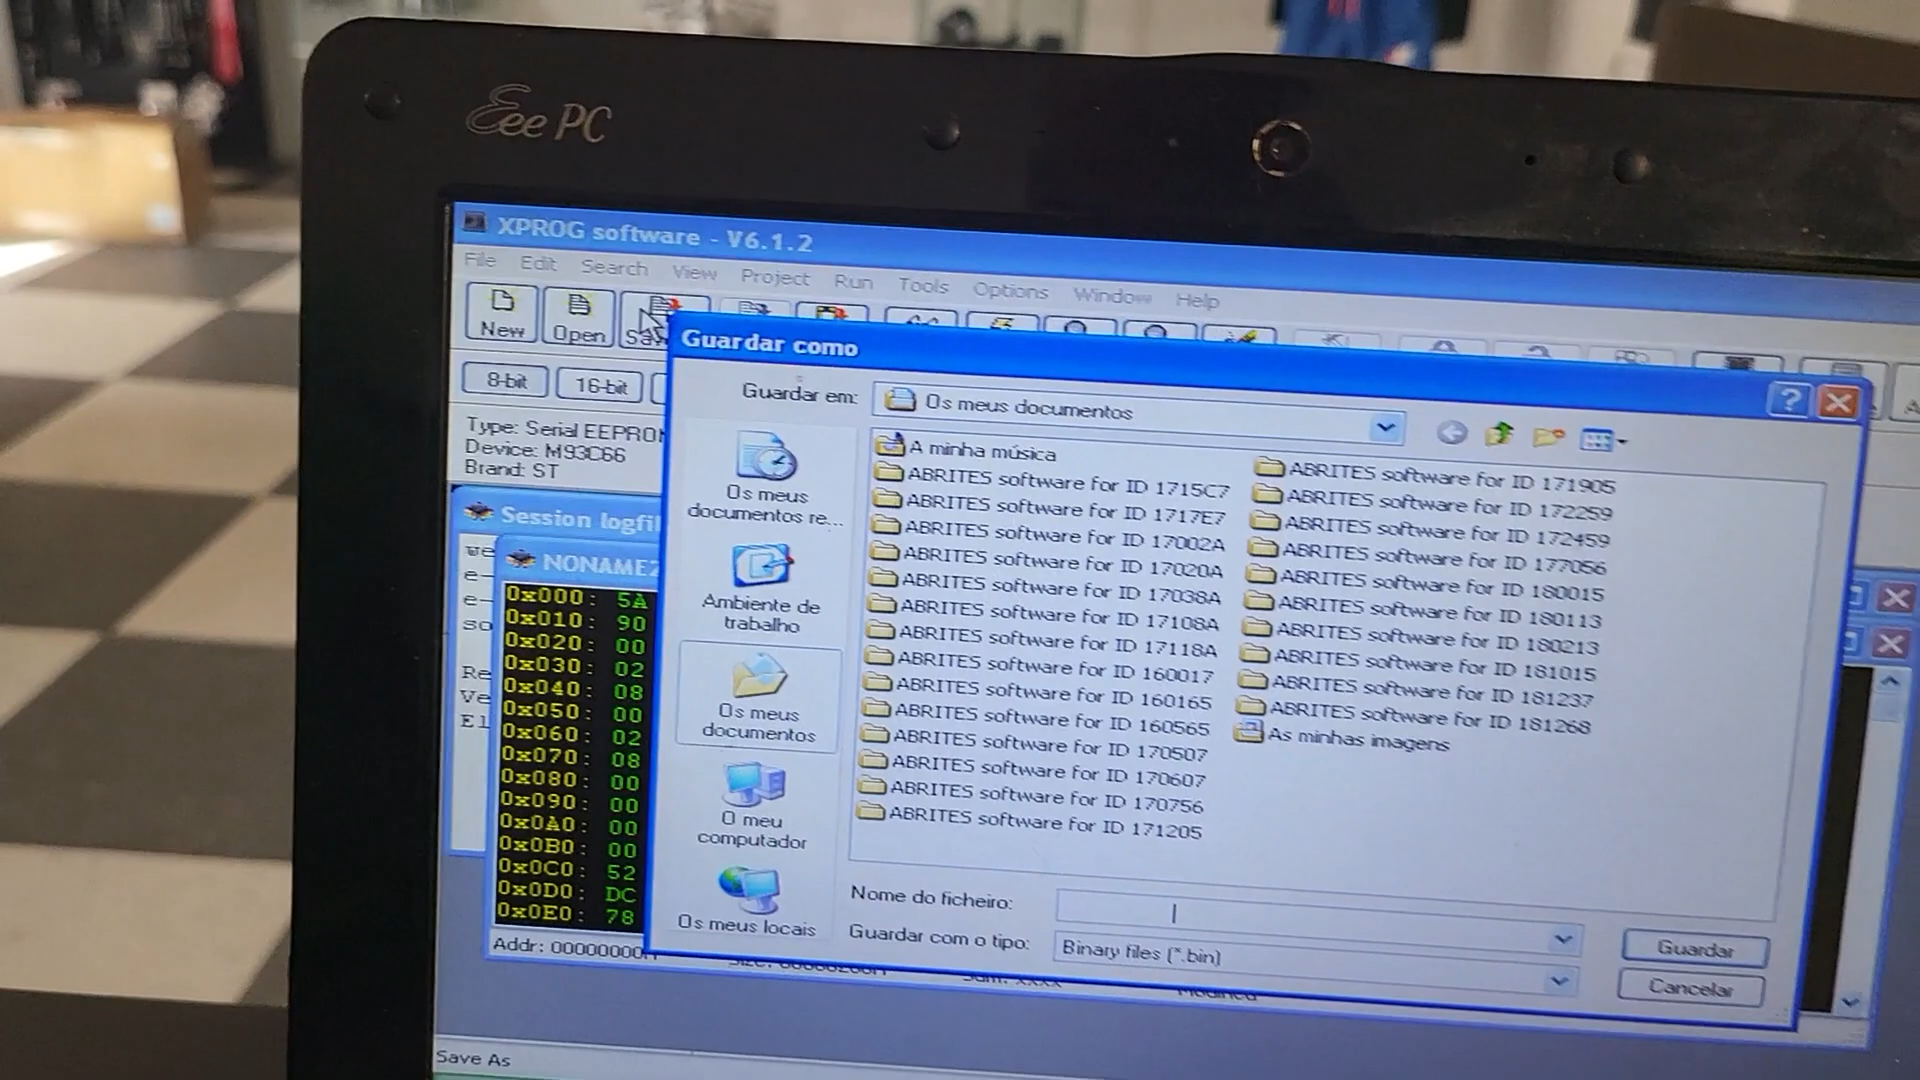 Eee PC
XPROG software - V6.1.2
File Edit Search View Project Run Tools Options Window Help
New Open
8-bit 16-bit
Type: Serial EEPROM
Device: M93C66
Brand: ST
Session logfil
NONAME2
0x000: 5A
0x010: 90
0x020: 00
0x030: 02
0x040: 08
0x050: 00
0x060: 02
0x070: 08
0x080: 00
0x090: 00
0x0A0: 00
0x0B0: 00
0x0C0: 52
0x0D0: DC
0x0E0: 78
Addr: 00000000H
Guardar como
Guardar em: Os meus documentos
Os meus
documentos re...
Ambiente de
trabalho
Os meus
documentos
O meu
computador
Os meus locais
A minha música
ABRITES software for ID 1715C7
ABRITES software for ID 1717E7
ABRITES software for ID 17002A
ABRITES software for ID 17020A
ABRITES software for ID 17038A
ABRITES software for ID 17108A
ABRITES software for ID 17118A
ABRITES software for ID 160017
ABRITES software for ID 160165
ABRITES software for ID 160565
ABRITES software for ID 170507
ABRITES software for ID 170607
ABRITES software for ID 170756
ABRITES software for ID 171205
ABRITES software for ID 171905
ABRITES software for ID 172259
ABRITES software for ID 172459
ABRITES software for ID 177056
ABRITES software for ID 180015
ABRITES software for ID 180113
ABRITES software for ID 180213
ABRITES software for ID 181015
ABRITES software for ID 181237
ABRITES software for ID 181268
As minhas imagens
Nome do ficheiro:
Guardar com o tipo: Binary files (*.bin)
Guardar
Cancelar
Save As